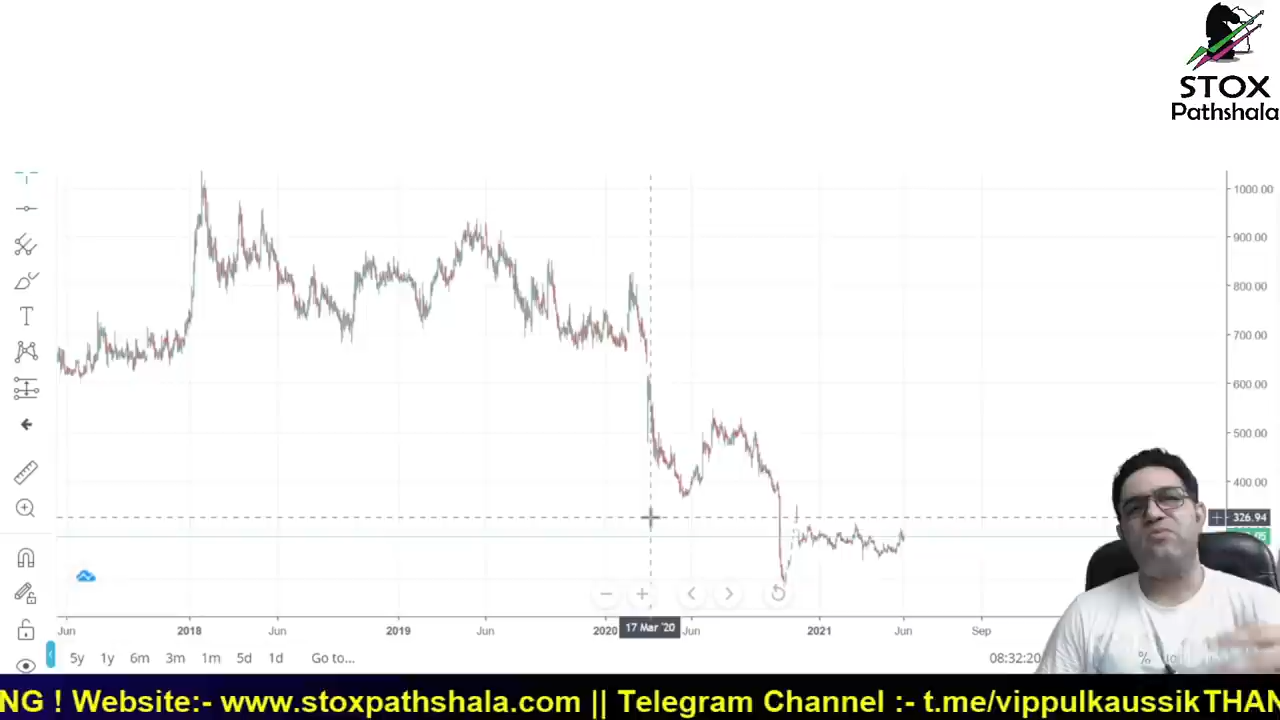 STOX
Pathshala
1000.00
900.00
800.00
700.00
600.00
500.00
400.00
326.94
Jun 2018 Jun 2019 Jun 2020 17 Mar '20 Jun 2021 Jun Sep
5y 1y 6m 3m 1m 5d 1d Go to... 08:32:20
NG ! Website:- www.stoxpathshala.com || Telegram Channel :- t.me/vippulkaussikTHAN